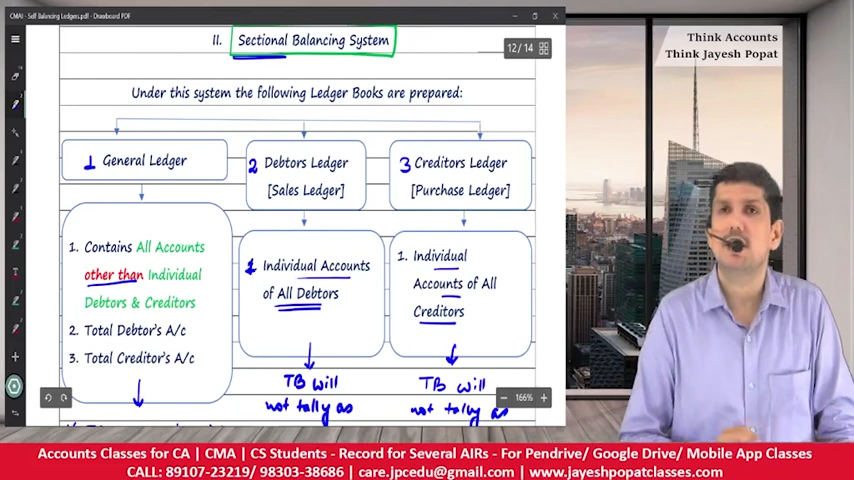 CMAI - Self Balancing Ledgers.pdf - Drawboard PDF
II. Sectional Balancing System
12 / 14
Think Accounts
Think Jayesh Popat
Under this system the following Ledger Books are prepared:
1 General Ledger
2 Debtors Ledger
[Sales Ledger]
3 Creditors Ledger
[Purchase Ledger]
1. Contains All Accounts
other than Individual
Debtors & Creditors
2. Total Debtor's A/c
3. Total Creditor's A/c
1 Individual Accounts
of All Debtors
1. Individual
Accounts of All
Creditors
TB will
not tally as
TB will
not tally as
166%
Accounts Classes for CA | CMA | CS Students - Record for Several AIRs - For Pendrive/ Google Drive/ Mobile App Classes
CALL: 89107-23219/ 98303-38686 | care.jpcedu@gmail.com | www.jayeshpopatclasses.com